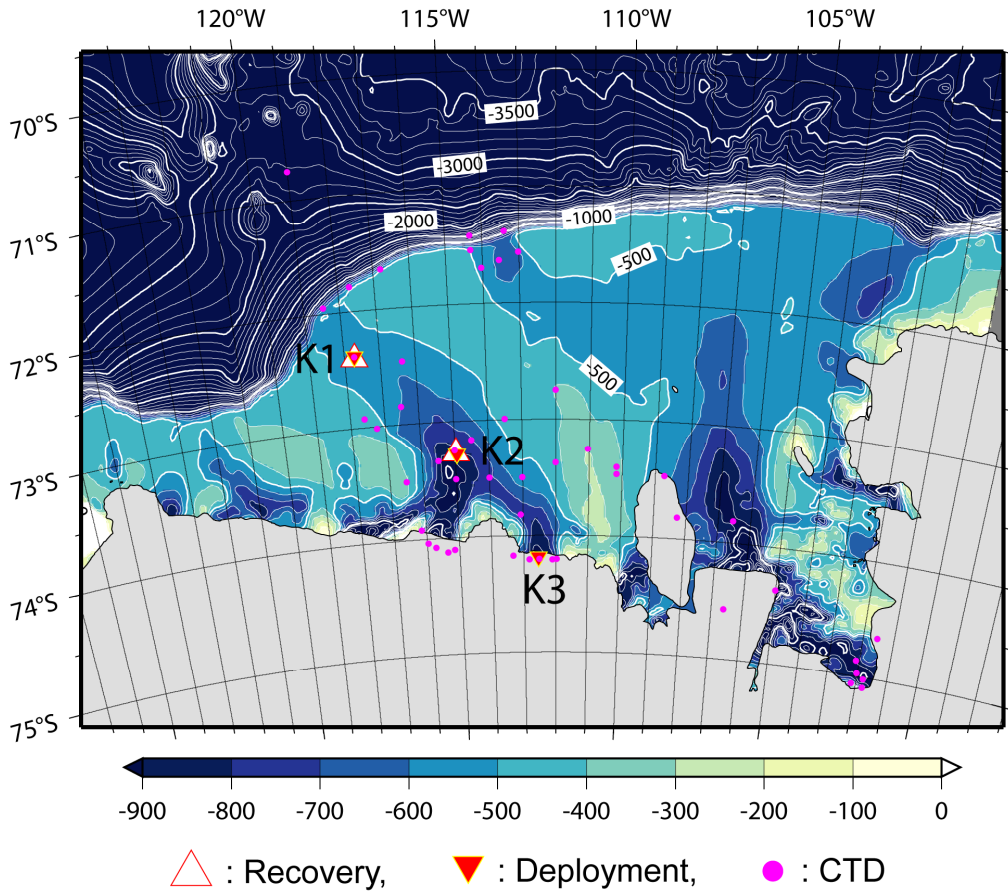 120°W 115°W 110°W 105°W
70°S
-3500
-3000
71°S
-2000
-1000
-500
72°S
K1
-500
73°S
K2
K3
74°S
75°S
-900 -800 -700 -600 -500 -400 -300 -200 -100 0
: Recovery, : Deployment, : CTD